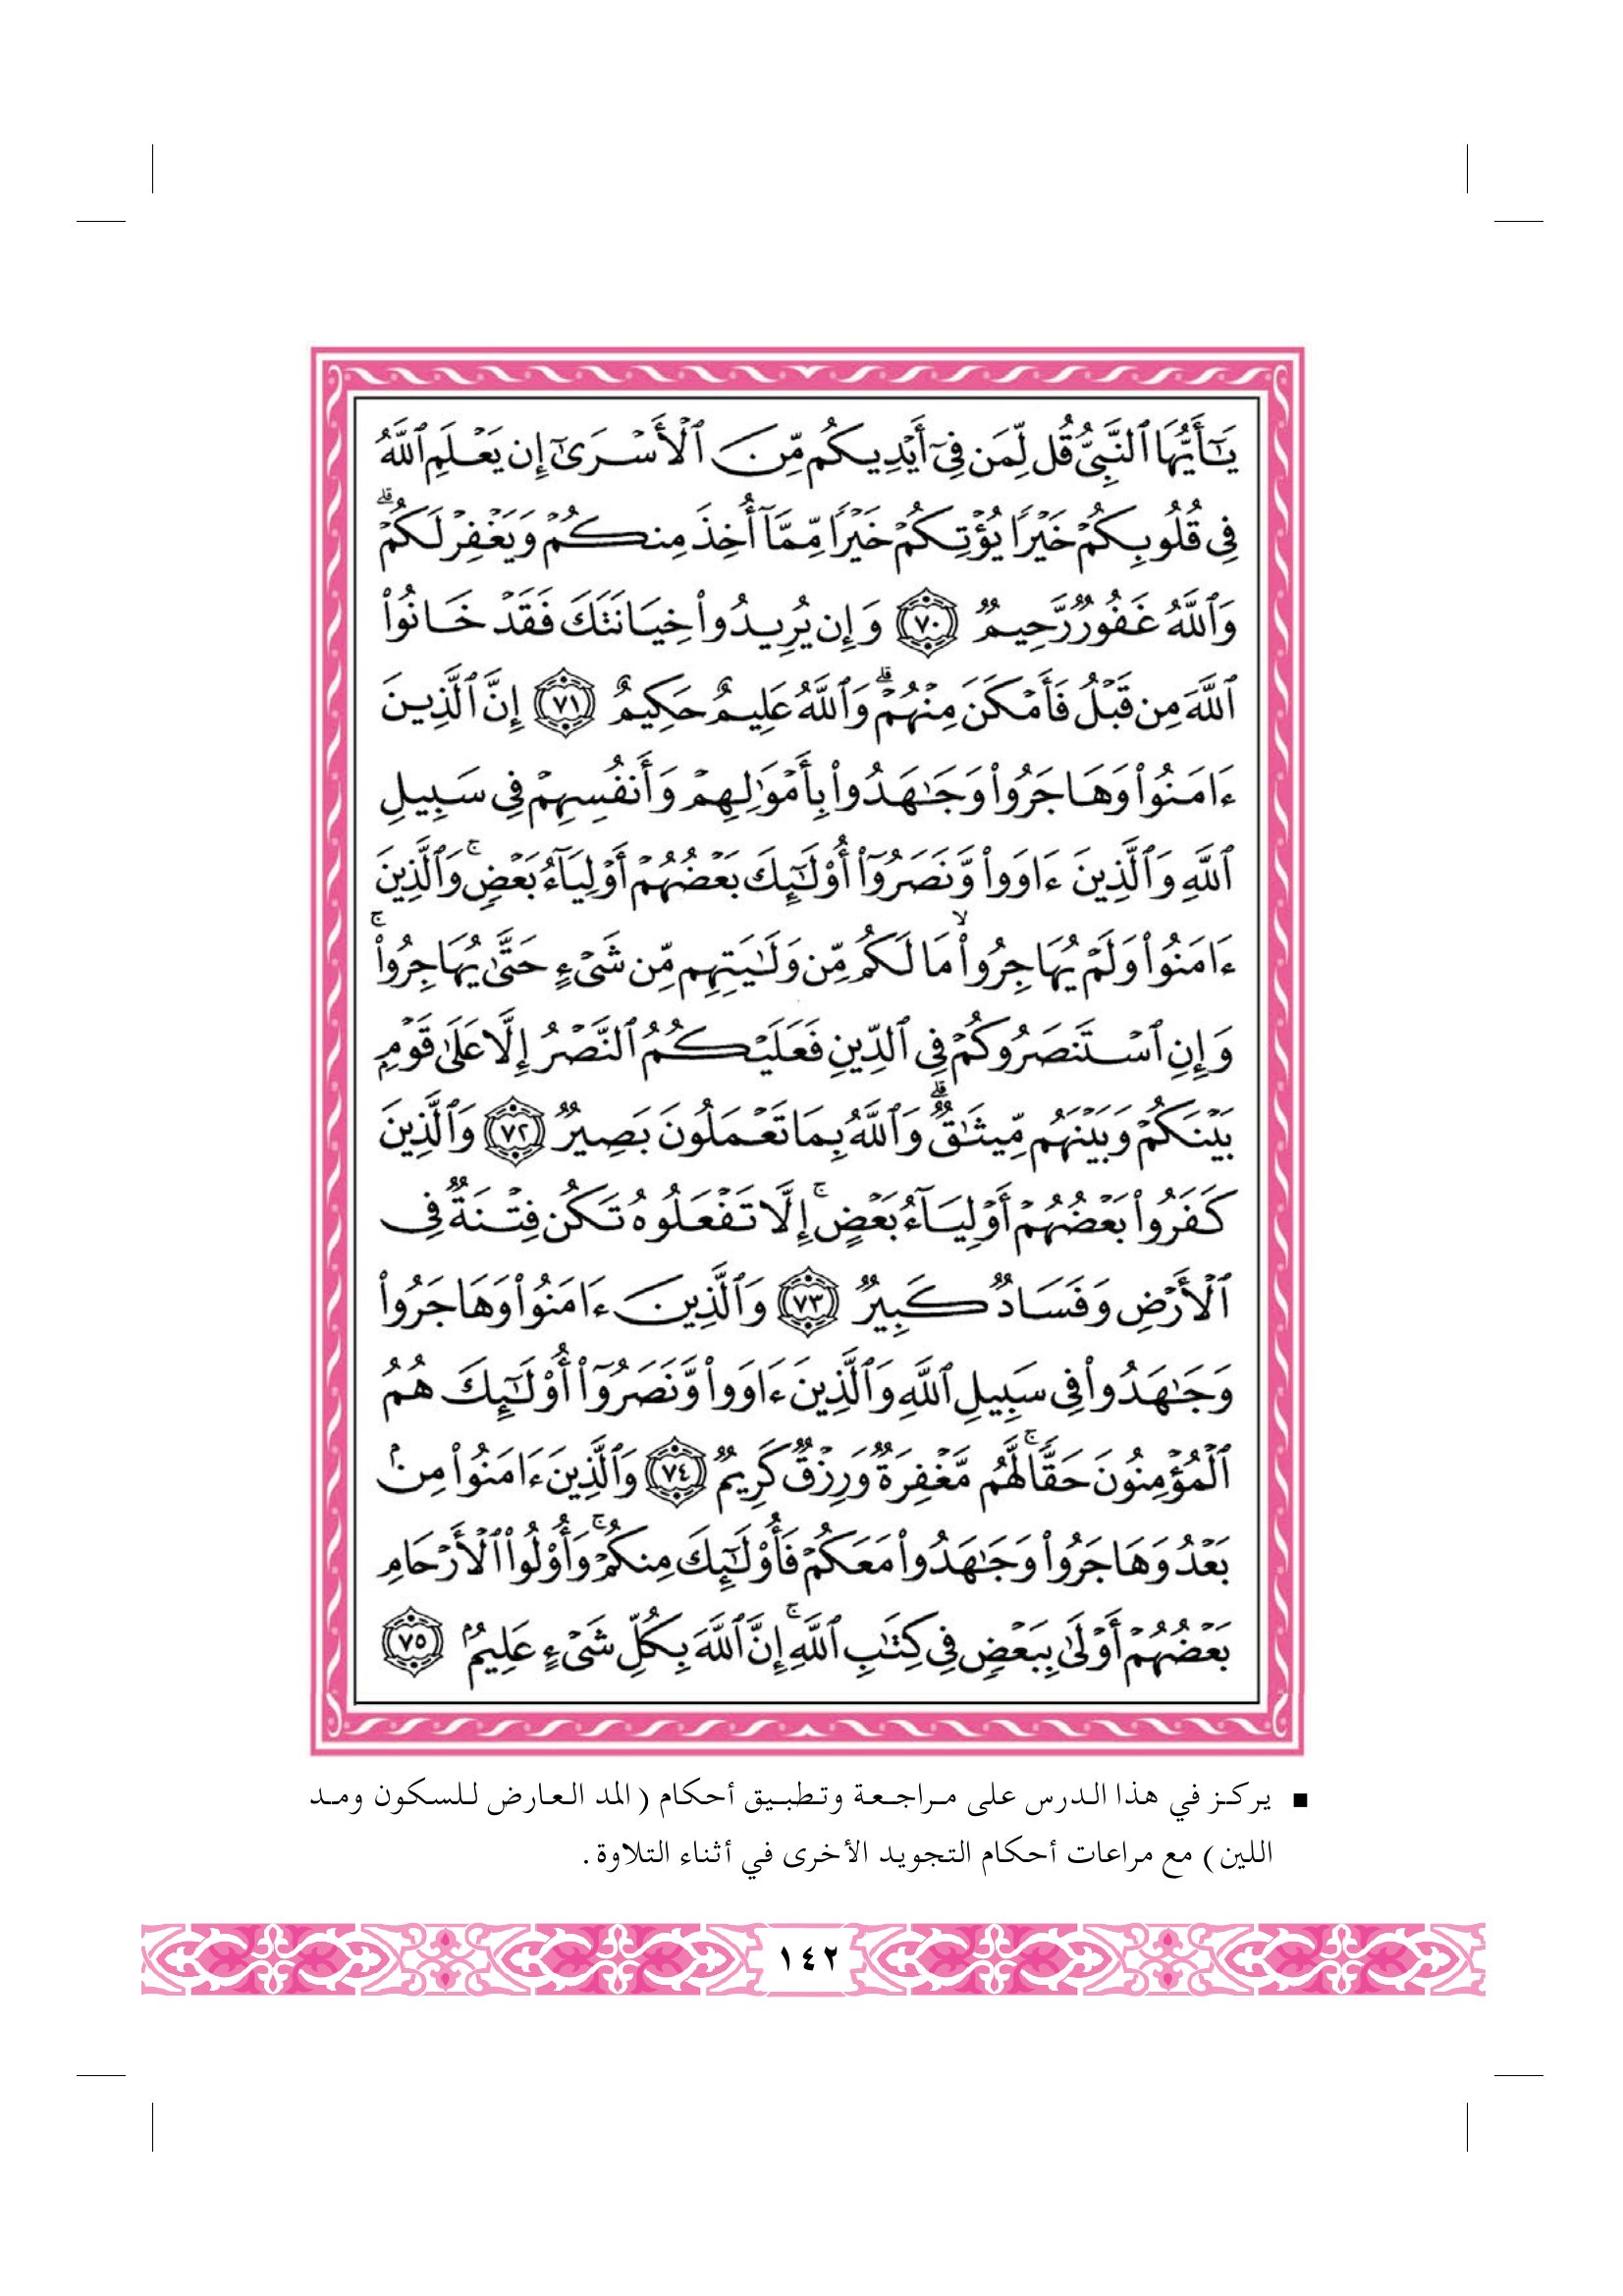 يَـٰٓأَيُّهَا ٱلنَّبِىُّ قُل لِّمَن فِىٓ أَيۡدِيكُم مِّنَ ٱلۡأَسۡرَىٰٓ إِن يَعۡلَمِ ٱللَّهُ
فِى قُلُوبِكُمۡ خَيۡرًا يُؤۡتِكُمۡ خَيۡرًا مِّمَّآ أُخِذَ مِنكُمۡ وَيَغۡفِرۡ لَكُمۡۗ
وَٱللَّهُ غَفُورٌ رَّحِيمٌ ٧٠ وَإِن يُرِيدُوا۟ خِيَانَتَكَ فَقَدۡ خَانُوا۟
ٱللَّهَ مِن قَبۡلُ فَأَمۡكَنَ مِنۡهُمۡۗ وَٱللَّهُ عَلِيمٌ حَكِيمٌ ٧١ إِنَّ ٱلَّذِينَ
ءَامَنُوا۟ وَهَاجَرُوا۟ وَجَـٰهَدُوا۟ بِأَمۡوَٰلِهِمۡ وَأَنفُسِهِمۡ فِى سَبِيلِ
ٱللَّهِ وَٱلَّذِينَ ءَاوَوا۟ وَّنَصَرُوٓا۟ أُو۟لَـٰٓئِكَ بَعۡضُهُمۡ أَوۡلِيَآءُ بَعۡضٍۚ وَٱلَّذِينَ
ءَامَنُوا۟ وَلَمۡ يُهَاجِرُوا۟ مَا لَكُم مِّن وَلَـٰيَتِهِم مِّن شَىۡءٍ حَتَّىٰ يُهَاجِرُوا۟ۚ
وَإِنِ ٱسۡتَنصَرُوكُمۡ فِى ٱلدِّينِ فَعَلَيۡكُمُ ٱلنَّصۡرُ إِلَّا عَلَىٰ قَوۡمِۭ
بَيۡنَكُمۡ وَبَيۡنَهُم مِّيثَـٰقٌۗ وَٱللَّهُ بِمَا تَعۡمَلُونَ بَصِيرٌ ٧٢ وَٱلَّذِينَ
كَفَرُوا۟ بَعۡضُهُمۡ أَوۡلِيَآءُ بَعۡضٍۚ إِلَّا تَفۡعَلُوهُ تَكُن فِتۡنَةٌ فِى
ٱلۡأَرۡضِ وَفَسَادٌ كَبِيرٌ ٧٣ وَٱلَّذِينَ ءَامَنُوا۟ وَهَاجَرُوا۟
وَجَـٰهَدُوا۟ فِى سَبِيلِ ٱللَّهِ وَٱلَّذِينَ ءَاوَوا۟ وَّنَصَرُوٓا۟ أُو۟لَـٰٓئِكَ هُمُ
ٱلۡمُؤۡمِنُونَ حَقًّاۚ لَّهُم مَّغۡفِرَةٌ وَرِزۡقٌ كَرِيمٌ ٧٤ وَٱلَّذِينَ ءَامَنُوا۟ مِنۢ
بَعۡدُ وَهَاجَرُوا۟ وَجَـٰهَدُوا۟ مَعَكُمۡ فَأُو۟لَـٰٓئِكَ مِنكُمۡۚ وَأُو۟لُوا۟ ٱلۡأَرۡحَامِ
بَعۡضُهُمۡ أَوۡلَىٰ بِبَعۡضٍ فِى كِتَـٰبِ ٱللَّهِۚ إِنَّ ٱللَّهَ بِكُلِّ شَىۡءٍ عَلِيمُۢ ٧٥
▪ يركز في هذا الدرس على مراجعة وتطبيق أحكام (المد العارض للسكون ومد
اللين) مع مراعات أحكام التجويد الأخرى في أثناء التلاوة.
١٤٢